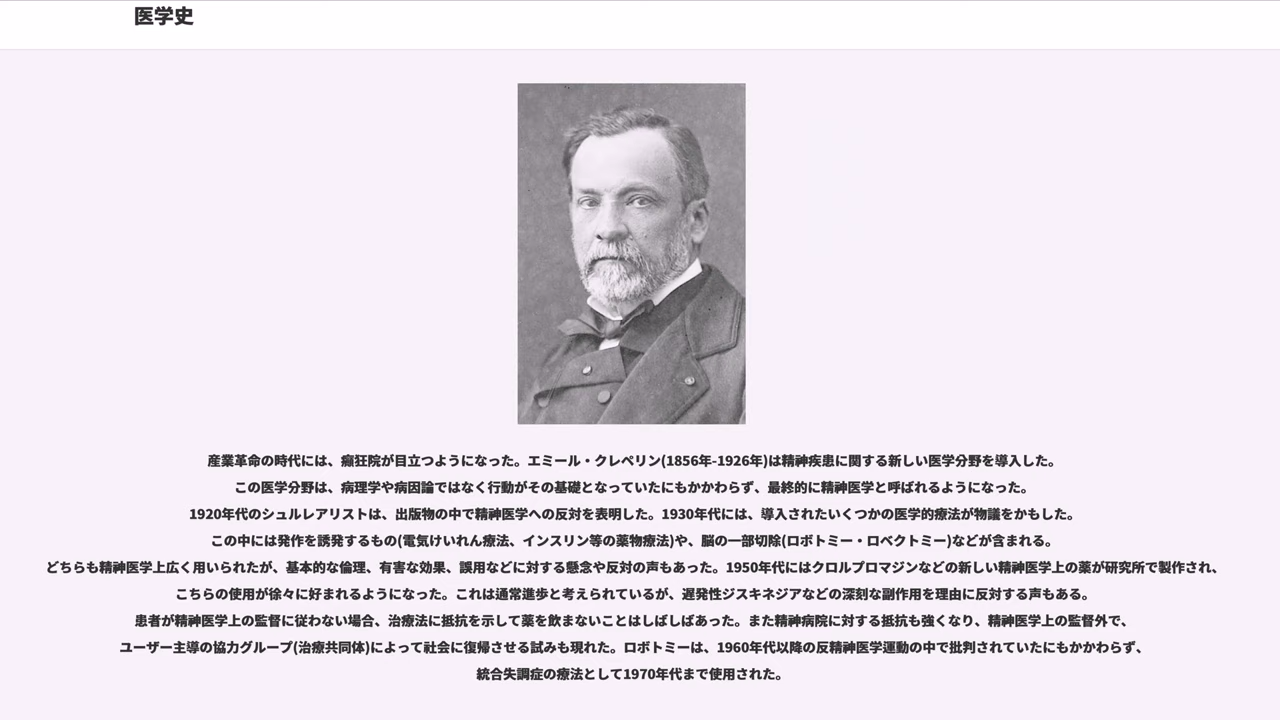 医学史
産業革命の時代には、癲狂院が目立つようになった。エミール・クレペリン(1856年-1926年)は精神疾患に関する新しい医学分野を導入した。
この医学分野は、病理学や病因論ではなく行動がその基礎となっていたにもかかわらず、最終的に精神医学と呼ばれるようになった。
1920年代のシュルレアリストは、出版物の中で精神医学への反対を表明した。1930年代には、導入されたいくつかの医学的療法が物議をかもした。
この中には発作を誘発するもの(電気けいれん療法、インスリン等の薬物療法)や、脳の一部切除(ロボトミー・ロベクトミー)などが含まれる。
どちらも精神医学上広く用いられたが、基本的な倫理、有害な効果、誤用などに対する懸念や反対の声もあった。1950年代にはクロルプロマジンなどの新しい精神医学上の薬が研究所で製作され、
こちらの使用が徐々に好まれるようになった。これは通常進歩と考えられているが、遅発性ジスキネジアなどの深刻な副作用を理由に反対する声もある。
患者が精神医学上の監督に従わない場合、治療法に抵抗を示して薬を飲まないことはしばしばあった。また精神病院に対する抵抗も強くなり、精神医学上の監督外で、
ユーザー主導の協力グループ(治療共同体)によって社会に復帰させる試みも現れた。ロボトミーは、1960年代以降の反精神医学運動の中で批判されていたにもかかわらず、
統合失調症の療法として1970年代まで使用された。